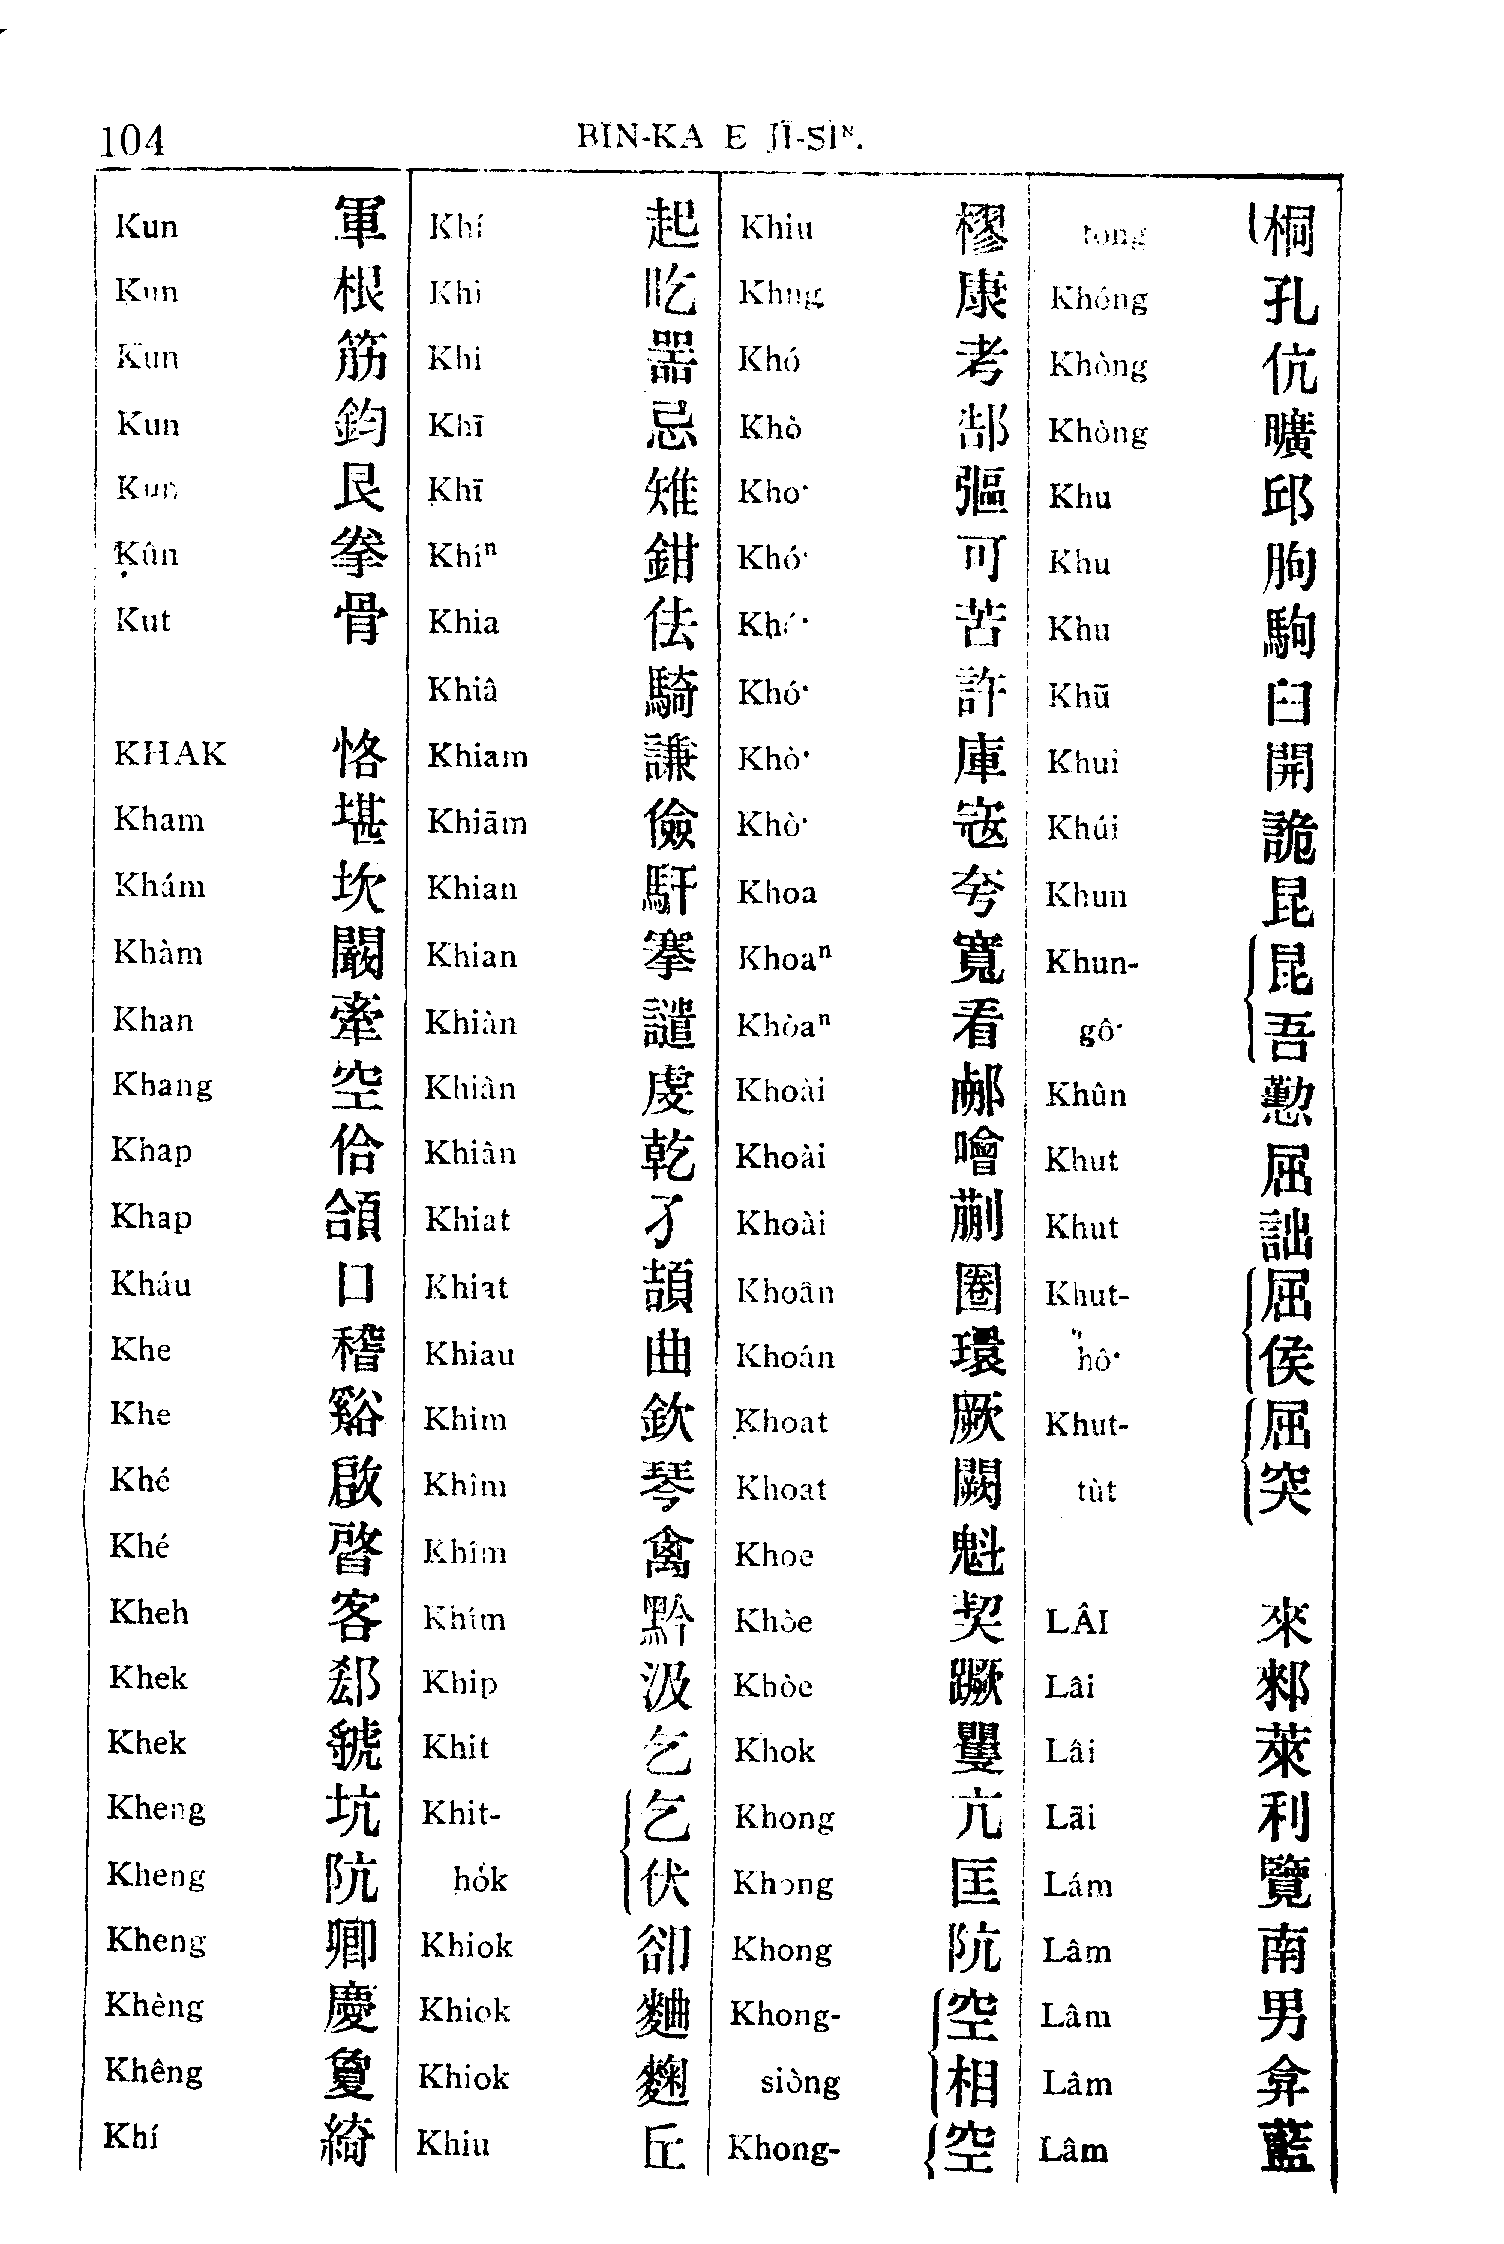 104
BĪN-KA E JĪ-SÌᴺ.
Kun 軍
Kun 根
Kun 筋
Kun 鈞
Kun 艮
Kûn 拳
Kut 骨
KHAK 恪
Kham 堪
Khám 坎
Khàm 闞
Khan 牽
Khang 空
Khap 佮
Khap 頜
Kháu 口
Khe 稽
Khe 谿
Khé 啟
Khé 晵
Kheh 客
Khek 郄
Khek 虢
Kheng 坑
Kheng 阬
Kheng 卿
Khèng 慶
Khêng 夐
Khí 綺
Khí 起
Khi 吃
Khi 器
Khī 忌
Khī 雉
Khiⁿ 鉗
Khia 佉
Khiâ 騎
Khiam 謙
Khiām 儉
Khian 馯
Khian 搴
Khiàn 譴
Khiân 虔
Khiân 乾
Khiat 孑
Khiat 頡
Khiau 曲
Khim 欽
Khîm 琴
Khîm 禽
Khîm 黔
Khip 汲
Khit 乞
Khit- 乞
ho̍k 伏
Khiok 卻
Khiok 麯
Khiok 麴
Khiu 丘
Khiu 樛
Khng 康
Khó 考
Khò 郜
Kho͘ 彄
Khó͘ 可
Khó͘ 苦
Khó͘ 許
Khò͘ 庫
Khò͘ 寇
Khoa 夸
Khoaⁿ 寬
Khòaⁿ 看
Khoài 郙
Khoài 噲
Khoài 蒯
Khoân 圈
Khoân 環
Khoat 厥
Khoat 闕
Khoe 魁
Khòe 契
Khòe 蹶
Khok 矍
Khong 亢
Khong 匡
Khong 阬
Khong- 空
siòng 相
Khong- 空
tong 桐
Khóng 孔
Khòng 伉
Khòng 曠
Khu 邱
Khu 朐
Khu 駒
Khū 臼
Khui 開
Khúi 詭
Khun 昆
Khun- 昆
gô͘ 吾
Khûn 懃
Khut 屈
Khut 詘
Khut- 屈
hô͘ 侯
Khut- 屈
tu̍t 突
LÂI 來
Lâi 郲
Lâi 萊
Lāi 利
Lám 覽
Lâm 南
Lâm 男
Lâm 弇
Lâm 藍